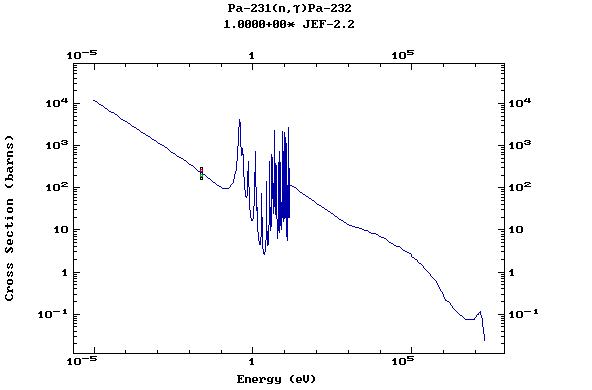 Pa-231(n,γ)Pa-232
1.0000+00* JEF-2.2
10⁻⁵ 1 10⁵
10⁴ 10⁴
10³ 10³
10² 10²
10 10
1 1
10⁻¹ 10⁻¹
Cross Section (barns)
10⁻⁵ 1 10⁵
Energy (eV)